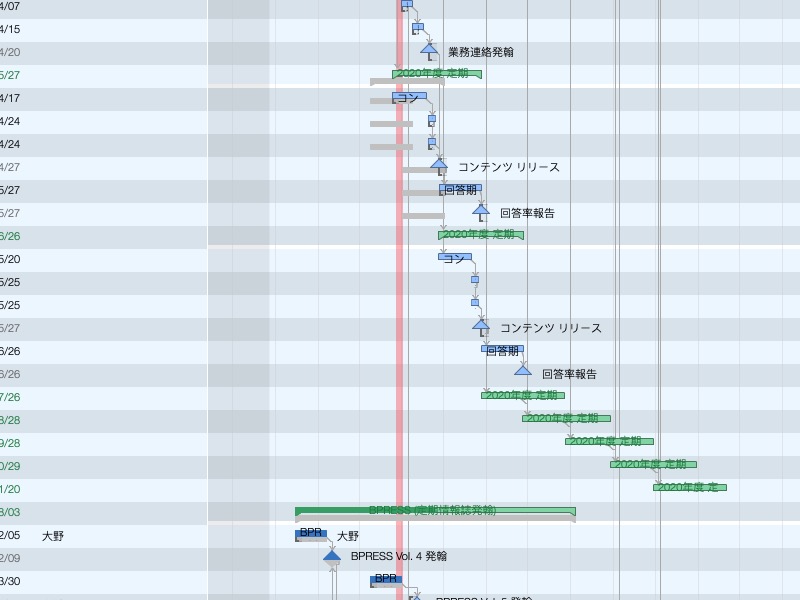 4/07
4/15
4/20 業務連絡発翰
5/27 2020年度 定期
4/17 コン
4/24
4/24
4/27 コンテンツ リリース
5/27 回答期
5/27 回答率報告
6/26 2020年度 定期
5/20 コン
5/25
5/25
5/27 コンテンツ リリース
6/26 回答期
6/26 回答率報告
7/26 2020年度 定期
8/28 2020年度 定期
9/28 2020年度 定期
0/29 2020年度 定期
1/20 2020年度 定
3/03 BPRESS (定期情報誌発翰)
2/05 大野 BPR 大野
2/09 BPRESS Vol. 4 発翰
3/30 BPR